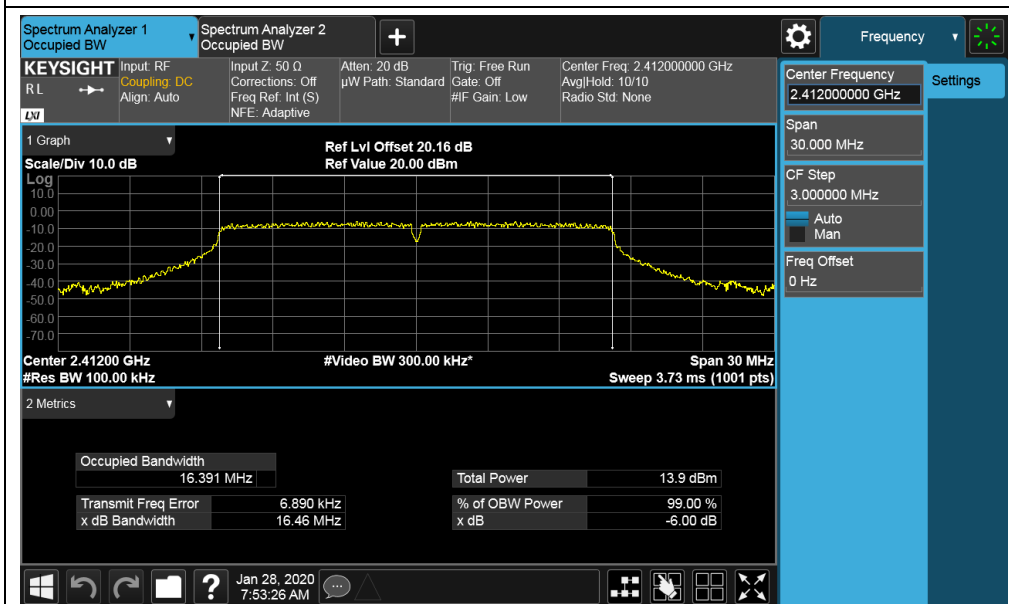 Spectrum Analyzer 1
Occupied BW
Spectrum Analyzer 2
Occupied BW
+
Frequency
KEYSIGHT
RL
LXI
Input: RF
Coupling: DC
Align: Auto
Input Z: 50 Ω
Corrections: Off
Freq Ref: Int (S)
NFE: Adaptive
Atten: 20 dB
µW Path: Standard
Trig: Free Run
Gate: Off
#IF Gain: Low
Center Freq: 2.412000000 GHz
Avg|Hold: 10/10
Radio Std: None
Center Frequency
2.412000000 GHz
Settings
Span
30.000 MHz
CF Step
3.000000 MHz
Auto
Man
Freq Offset
0 Hz
1 Graph
Scale/Div 10.0 dB
Ref Lvl Offset 20.16 dB
Ref Value 20.00 dBm
Log
10.0
0.00
-10.0
-20.0
-30.0
-40.0
-50.0
-60.0
-70.0
Center 2.41200 GHz
#Video BW 300.00 kHz*
Span 30 MHz
#Res BW 100.00 kHz
Sweep 3.73 ms (1001 pts)
2 Metrics
Occupied Bandwidth
16.391 MHz
Total Power 13.9 dBm
Transmit Freq Error 6.890 kHz
% of OBW Power 99.00 %
x dB Bandwidth 16.46 MHz
x dB -6.00 dB
?
Jan 28, 2020
7:53:26 AM